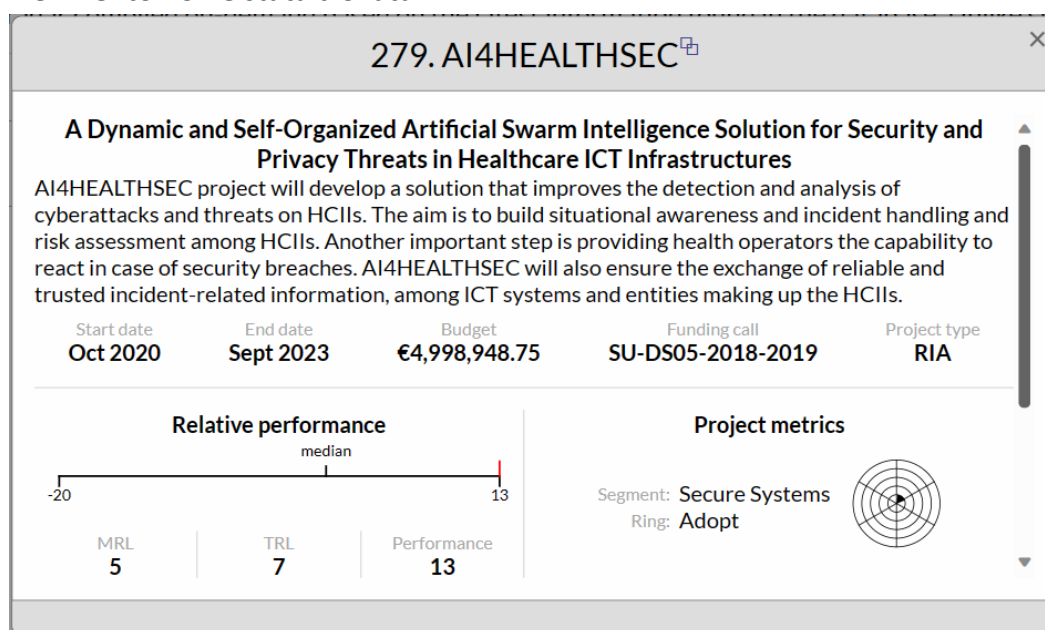 279. AI4HEALTHSEC
A Dynamic and Self-Organized Artificial Swarm Intelligence Solution for Security and
Privacy Threats in Healthcare ICT Infrastructures
AI4HEALTHSEC project will develop a solution that improves the detection and analysis of
cyberattacks and threats on HCIIs. The aim is to build situational awareness and incident handling and
risk assessment among HCIIs. Another important step is providing health operators the capability to
react in case of security breaches. AI4HEALTHSEC will also ensure the exchange of reliable and
trusted incident-related information, among ICT systems and entities making up the HCIIs.
Start date End date Budget Funding call Project type
Oct 2020 Sept 2023 €4,998,948.75 SU-DS05-2018-2019 RIA
Relative performance
median
-20 13
MRL TRL Performance
5 7 13
Project metrics
Segment: Secure Systems
Ring: Adopt